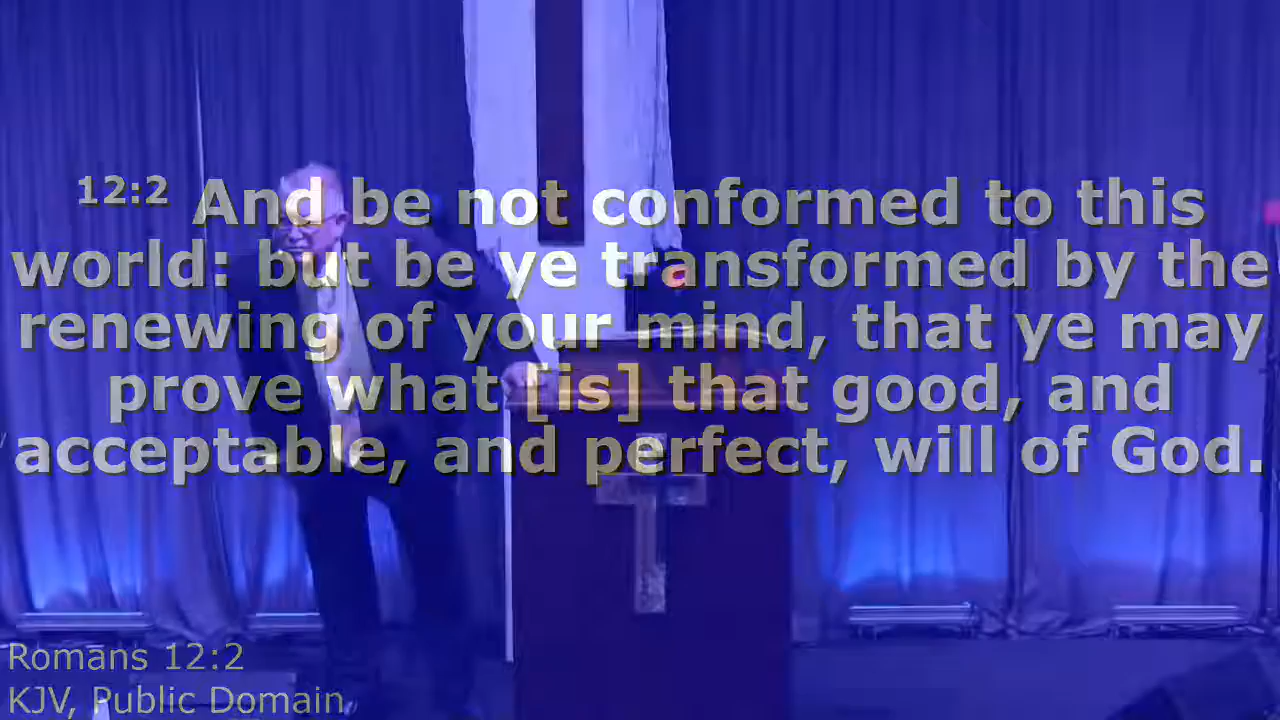 12:2 And be not conformed to this
world: but be ye transformed by the
renewing of your mind, that ye may
prove what [is] that good, and
acceptable, and perfect, will of God.
Romans 12:2
KJV, Public Domain